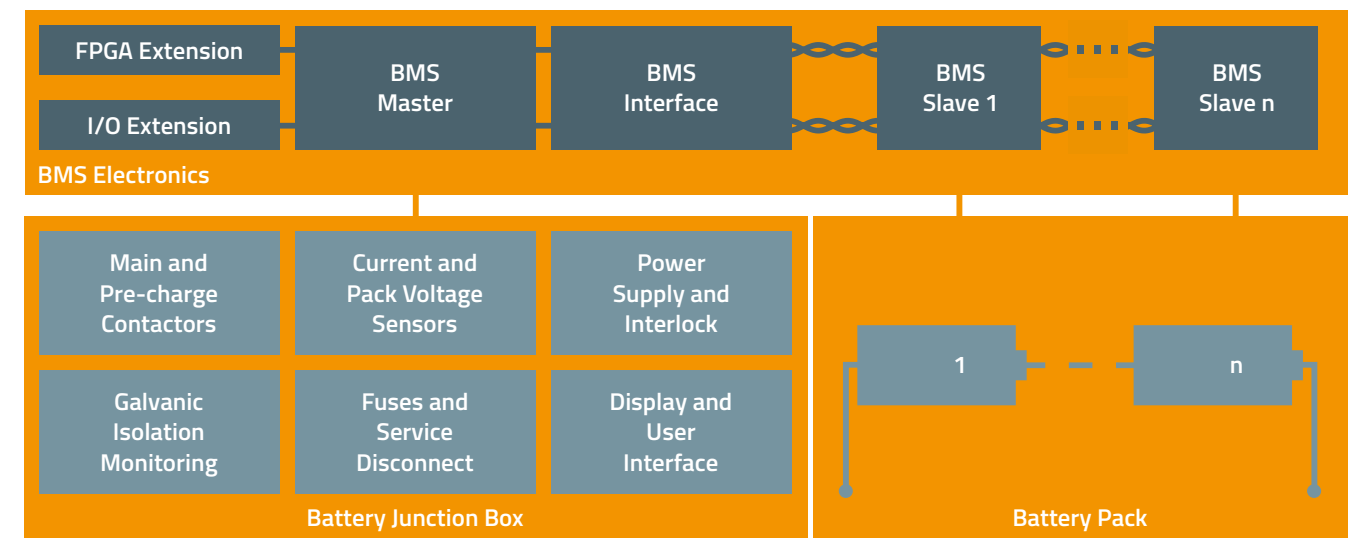 FPGA Extension
I/O Extension
BMS
Master
BMS
Interface
BMS
Slave 1
BMS
Slave n
BMS Electronics
Main and
Pre-charge
Contactors
Current and
Pack Voltage
Sensors
Power
Supply and
Interlock
Galvanic
Isolation
Monitoring
Fuses and
Service
Disconnect
Display and
User
Interface
Battery Junction Box
1
n
Battery Pack